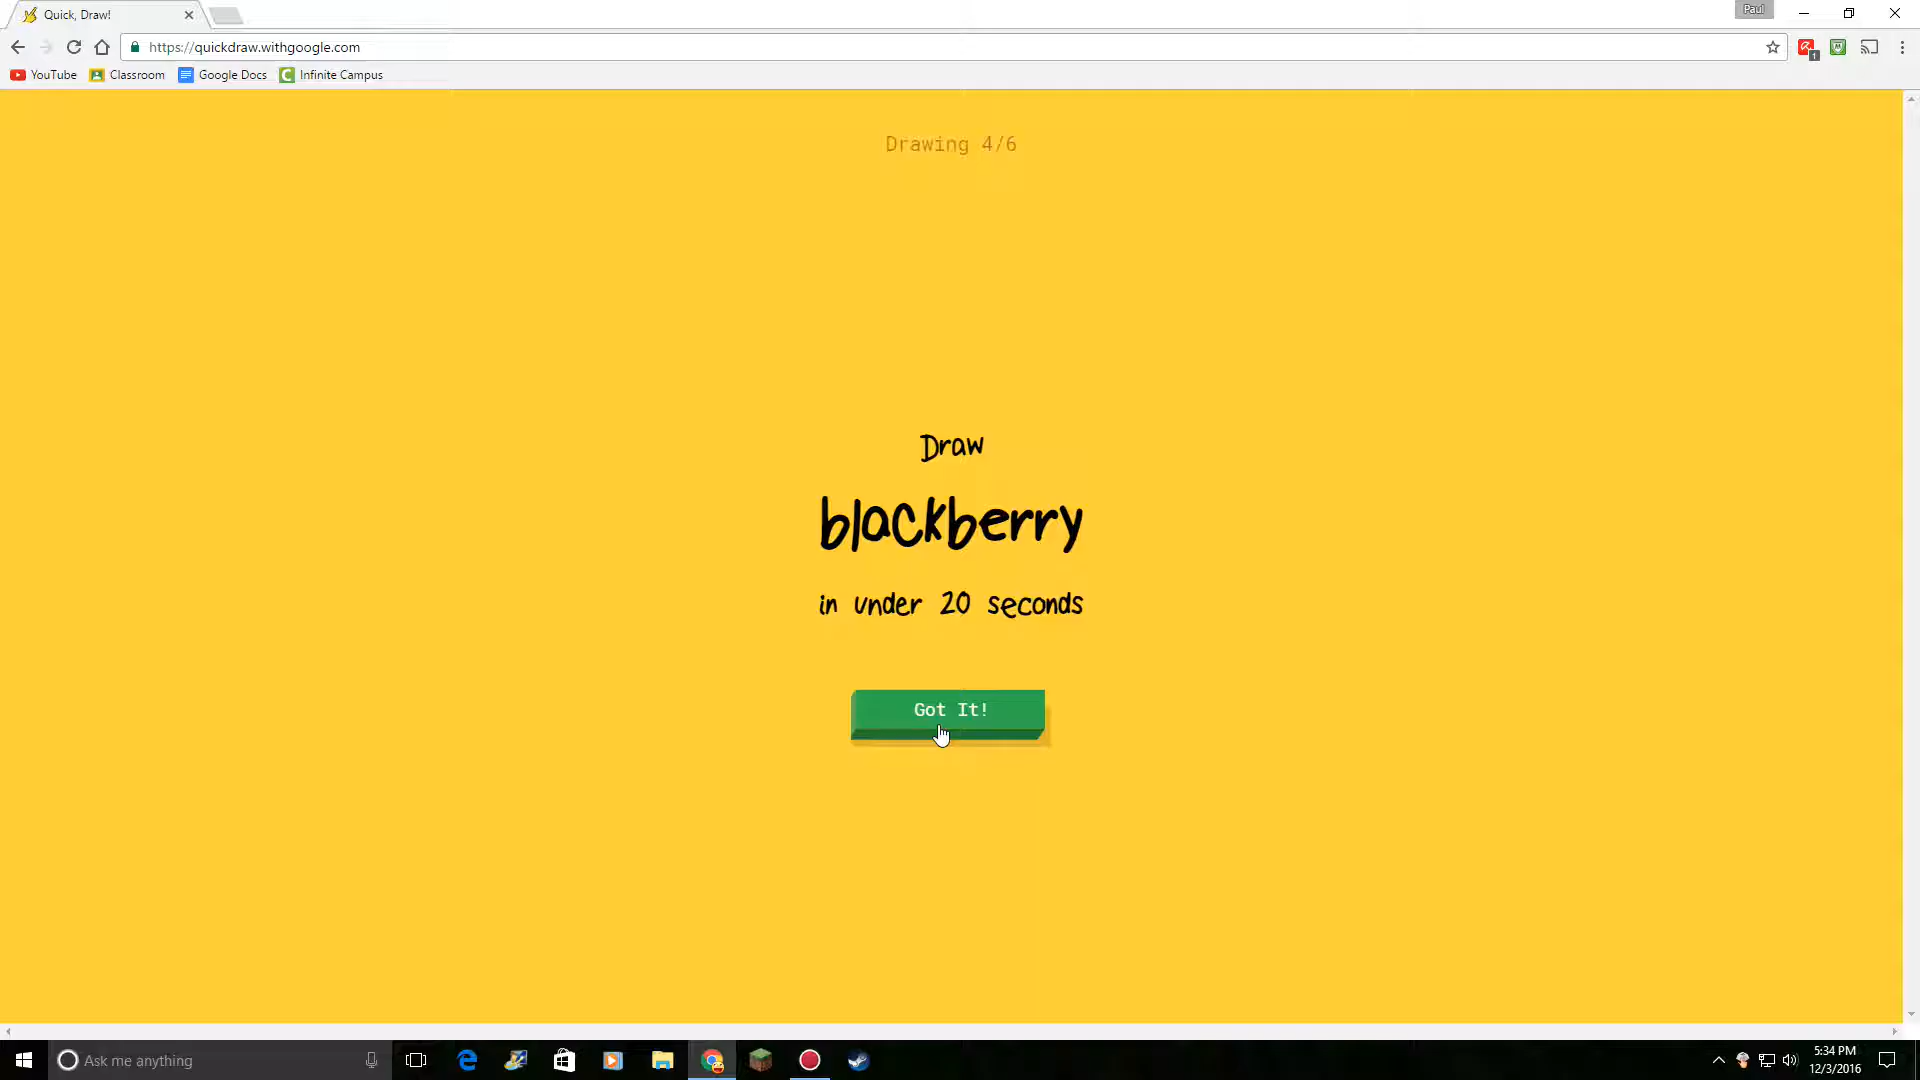 Quick, Draw!
Paul
https://quickdraw.withgoogle.com
1
YouTube
Classroom
Google Docs
Infinite Campus
Drawing 4/6
Draw
blackberry
in under 20 seconds
Got It!
Ask me anything
5:34 PM
12/3/2016